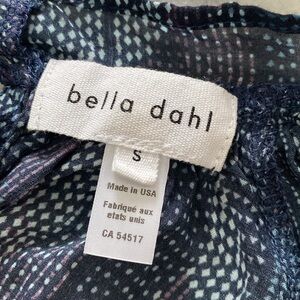 bella dahl
S
Made in USA
Fabriqué aux
etats unis
CA 54517